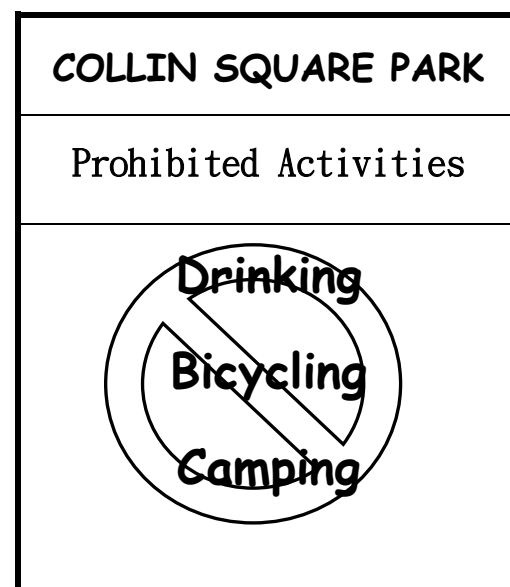 COLLIN SQUARE PARK
Prohibited Activities
Drinking
Bicycling
Camping